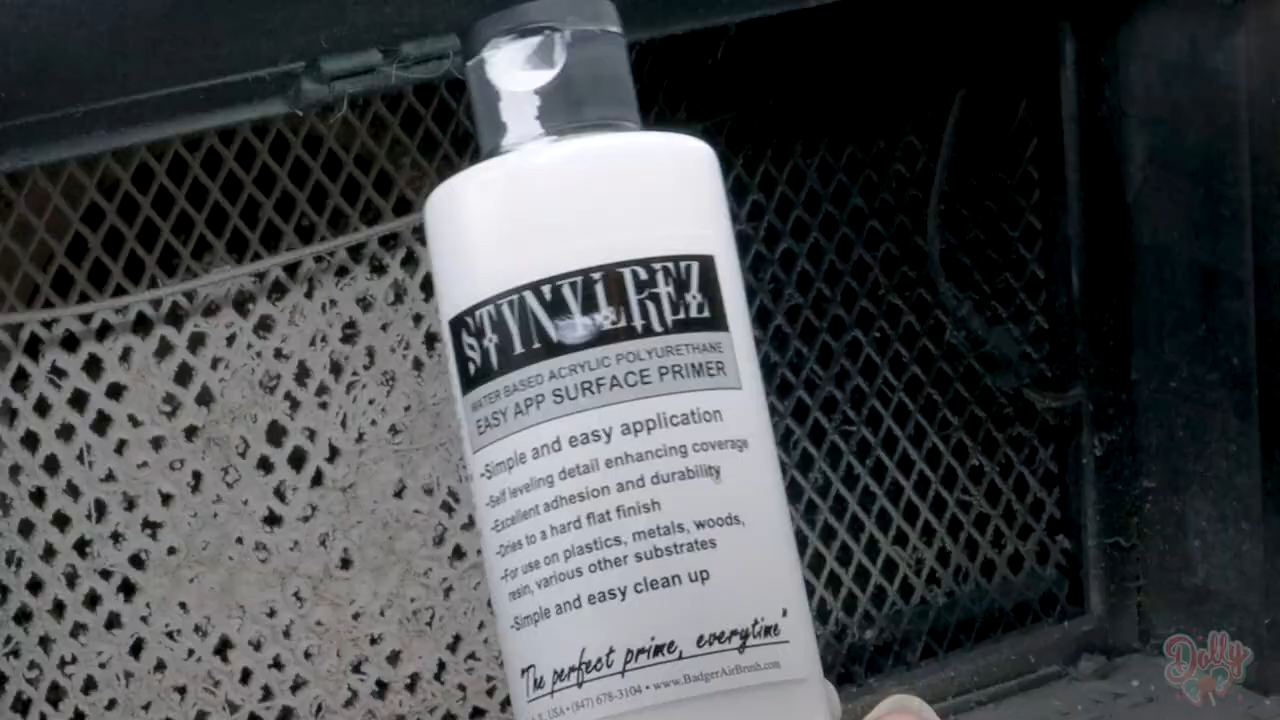 STYNYLREZ
WATER BASED ACRYLIC POLYURETHANE
EASY APP SURFACE PRIMER
-Simple and easy application
-Self leveling detail enhancing coverage
-Excellent adhesion and durability
-Dries to a hard flat finish
-For use on plastics, metals, woods,
resin, various other substrates
-Simple and easy clean up
"The perfect prime, everytime"
USA • (847) 678-3104 • www.BadgerAirBrush.com
Dolly